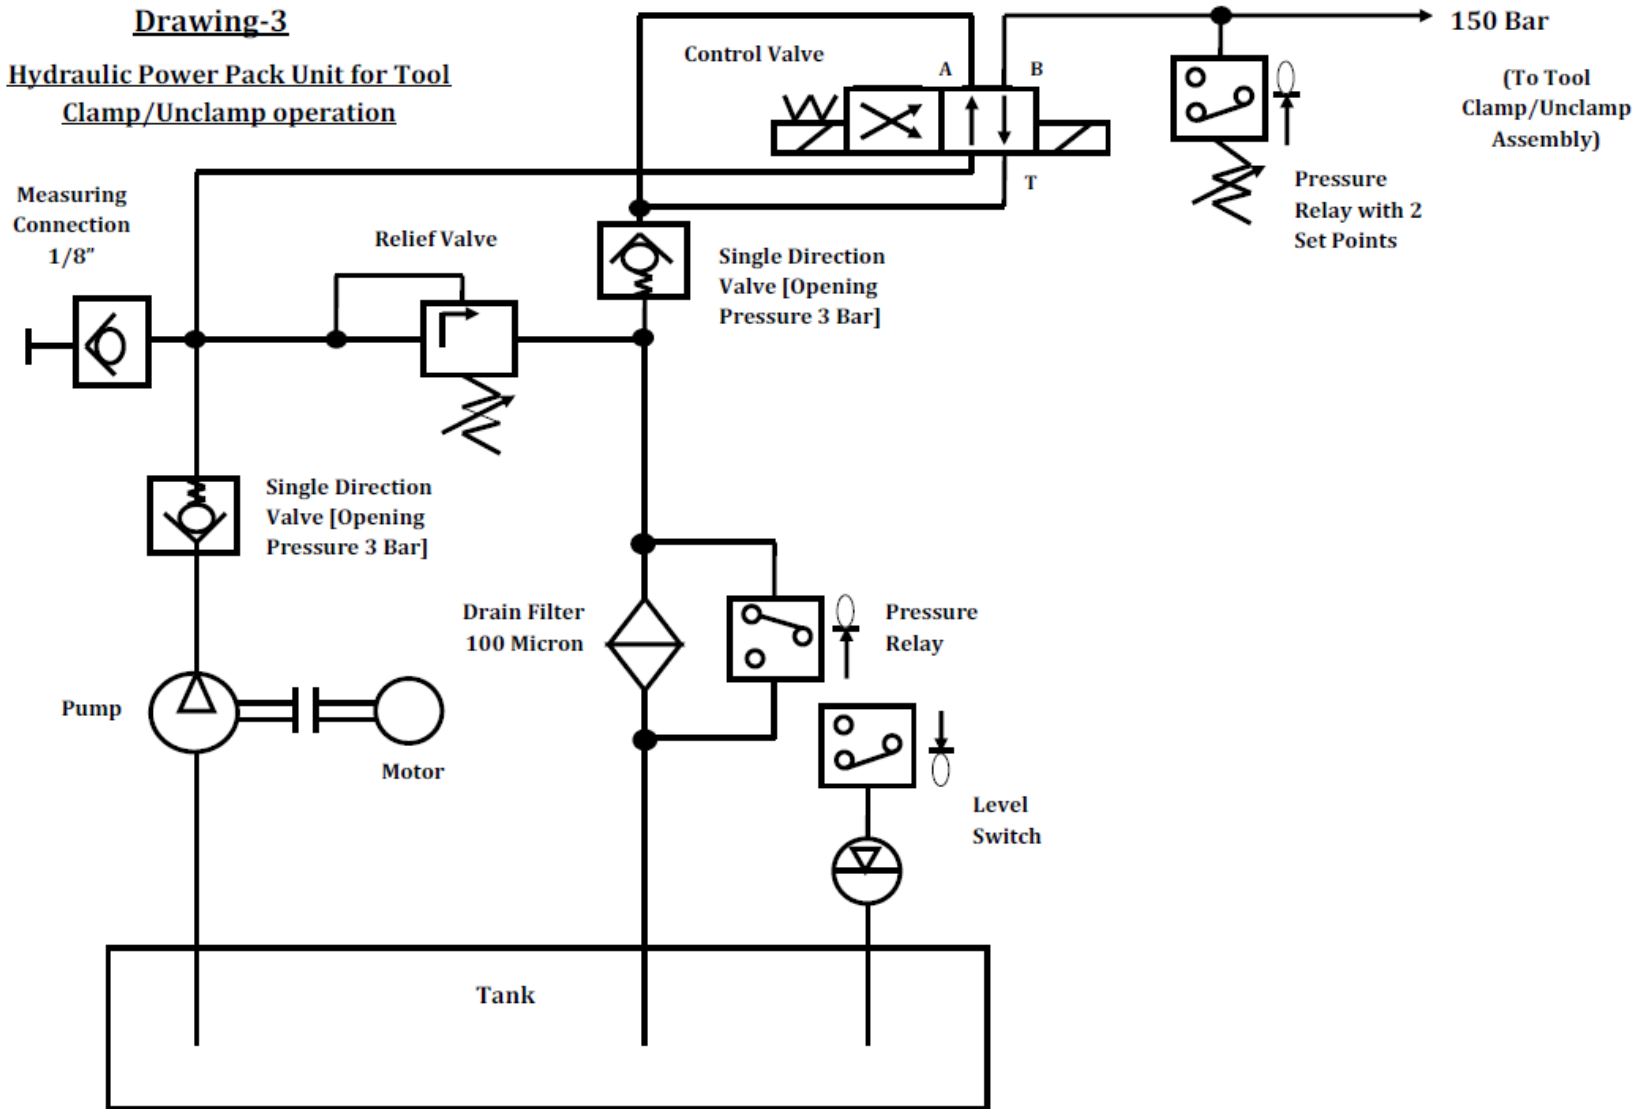 Drawing-3
Hydraulic Power Pack Unit for Tool
Clamp/Unclamp operation
Control Valve
A
B
T
150 Bar
(To Tool
Clamp/Unclamp
Assembly)
Pressure
Relay with 2
Set Points
Measuring
Connection
1/8"
Relief Valve
Single Direction
Valve [Opening
Pressure 3 Bar]
Single Direction
Valve [Opening
Pressure 3 Bar]
Drain Filter
100 Micron
Pressure
Relay
Pump
Motor
Level
Switch
Tank